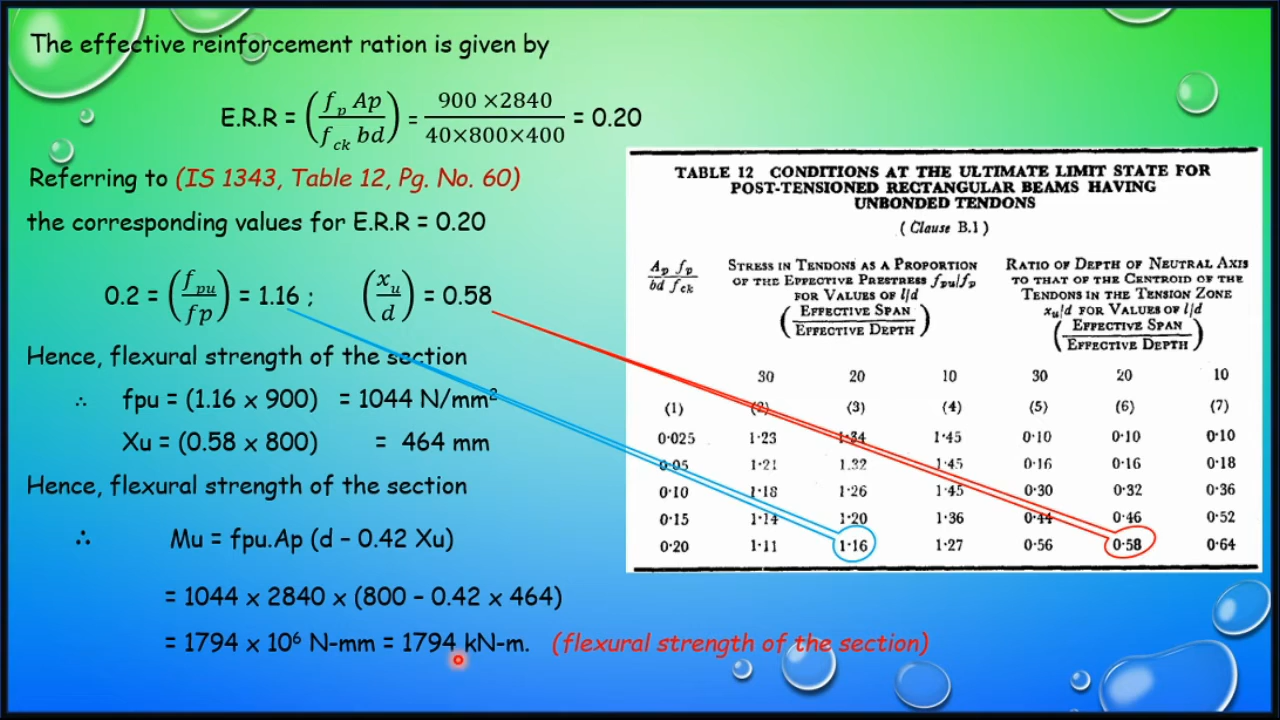 The effective reinforcement ration is given by
E.R.R = (f_p Ap / f_ck bd) = 900 ×2840 / 40×800×400 = 0.20
Referring to (IS 1343, Table 12, Pg. No. 60)
the corresponding values for E.R.R = 0.20
0.2 = (f_pu / fp) = 1.16 ; (x_u / d) = 0.58
Hence, flexural strength of the section
∴ fpu = (1.16 x 900) = 1044 N/mm²
Xu = (0.58 x 800) = 464 mm
Hence, flexural strength of the section
∴ Mu = fpu.Ap (d – 0.42 Xu)
= 1044 x 2840 x (800 – 0.42 x 464)
= 1794 x 10⁶ N-mm = 1794 kN-m. (flexural strength of the section)
TABLE 12 CONDITIONS AT THE ULTIMATE LIMIT STATE FOR
POST-TENSIONED RECTANGULAR BEAMS HAVING
UNBONDED TENDONS
( Clause B.1 )
A_p f_p / bd f_ck
STRESS IN TENDONS AS A PROPORTION
OF THE EFFECTIVE PRESTRESS f_pu/f_p
FOR VALUES OF l/d
(EFFECTIVE SPAN / EFFECTIVE DEPTH)
RATIO OF DEPTH OF NEUTRAL AXIS
TO THAT OF THE CENTROID OF THE
TENDONS IN THE TENSION ZONE
x_u/d FOR VALUES OF l/d
(EFFECTIVE SPAN / EFFECTIVE DEPTH)
30 20 10 30 20 10
(1) (2) (3) (4) (5) (6) (7)
0·025 1·23 1·34 1·45 0·10 0·10 0·10
0·05 1·21 1.32 1·45 0·16 0·16 0·18
0·10 1·18 1·26 1·45 0·30 0·32 0·36
0·15 1·14 1·20 1·36 0·44 0·46 0·52
0·20 1·11 1·16 1·27 0·56 0·58 0·64